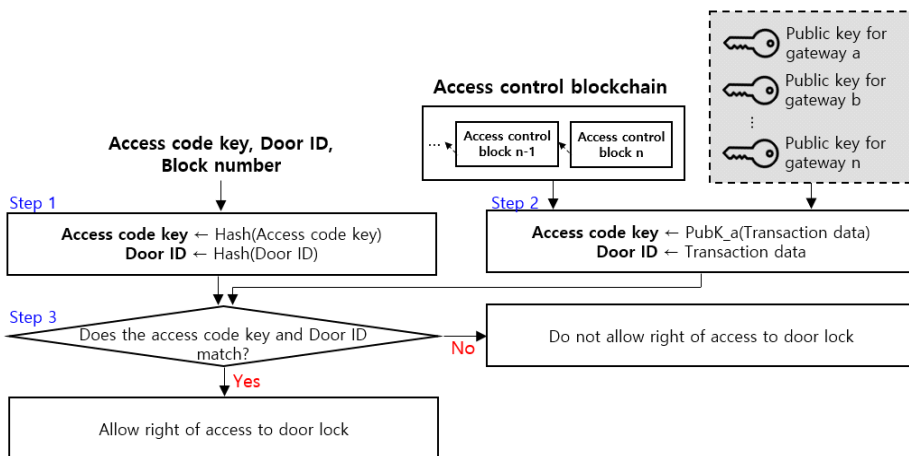 Public key for
gateway a
Public key for
gateway b
⋮
Public key for
gateway n
Access control blockchain
...
Access control
block n-1
Access control
block n
Access code key, Door ID,
Block number
Step 1
Access code key ← Hash(Access code key)
Door ID ← Hash(Door ID)
Step 2
Access code key ← PubK_a(Transaction data)
Door ID ← Transaction data
Step 3
Does the access code key and Door ID
match?
No
Do not allow right of access to door lock
Yes
Allow right of access to door lock